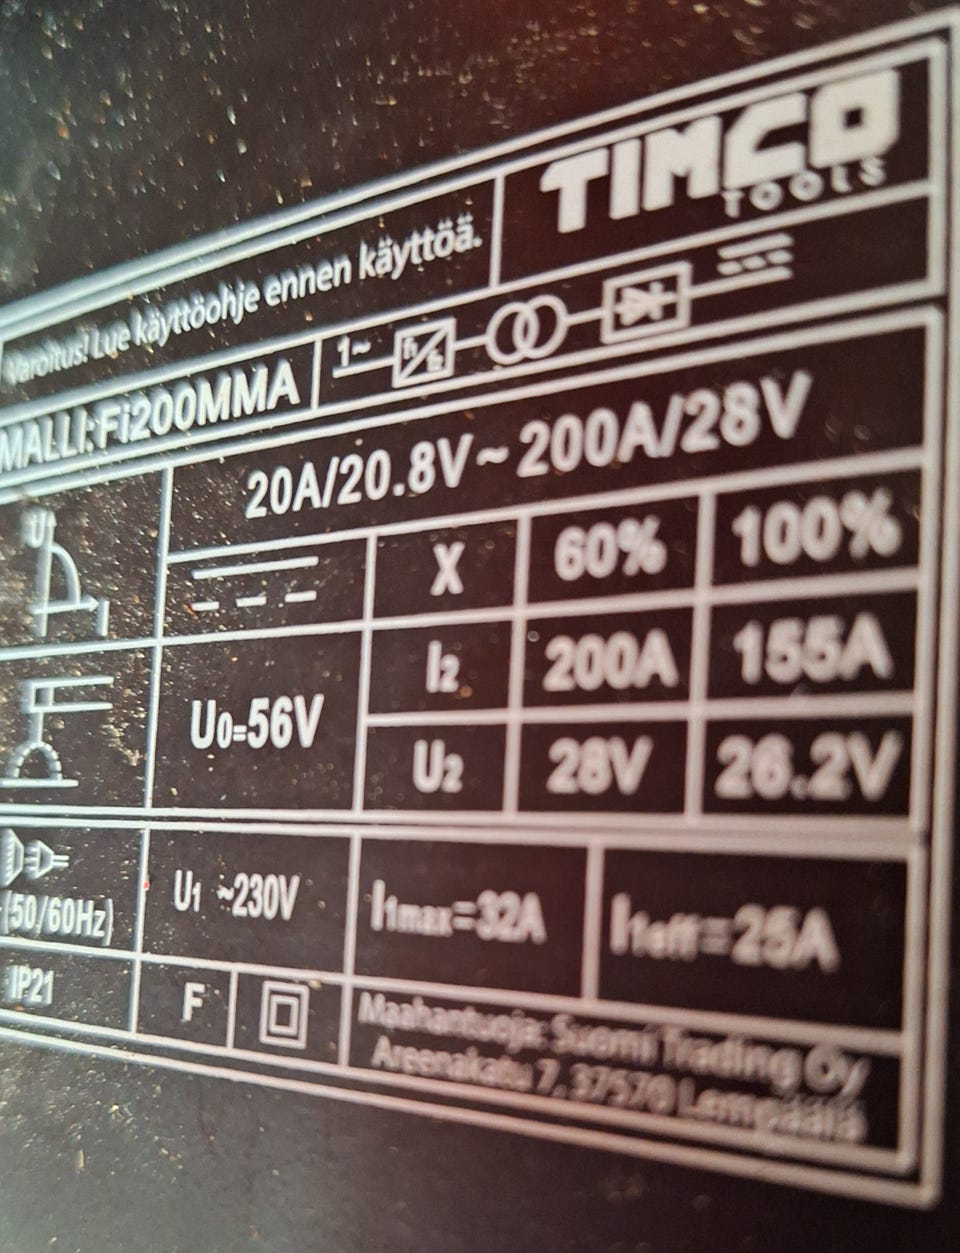 TIMCO
TOOLS
Varoitus! Lue käyttöohje ennen käyttöä.
MALLI:Fi200MMA
1~ f1 f2
20A/20.8V~200A/28V
U
X 60% 100%
I2 200A 155A
U0=56V
U2 28V 26.2V
(50/60Hz)
U1 ~230V
I1max=32A
I1eff=25A
IP21
F
Maahantuoja: Suomi Trading Oy
Areenakatu 7, 37570 Lempäälä